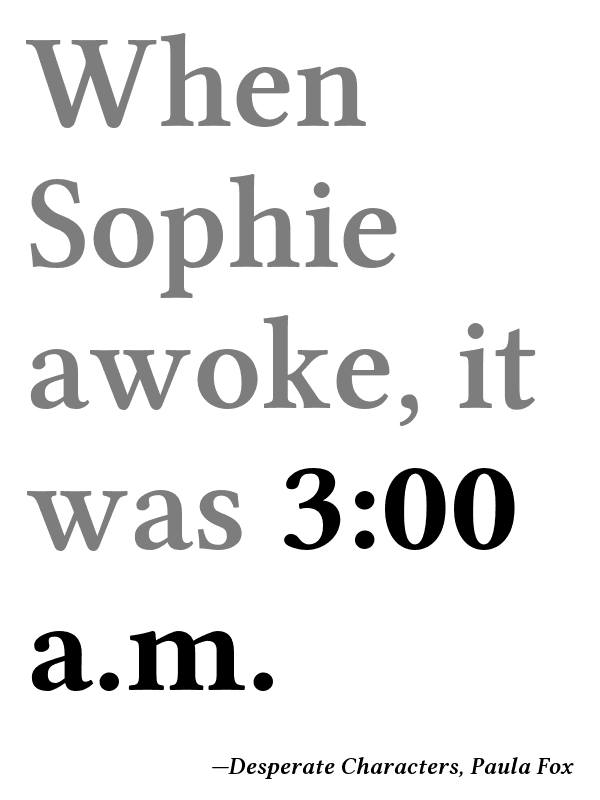 When
Sophie
awoke, it
was 3:00
a.m.
—Desperate Characters, Paula Fox